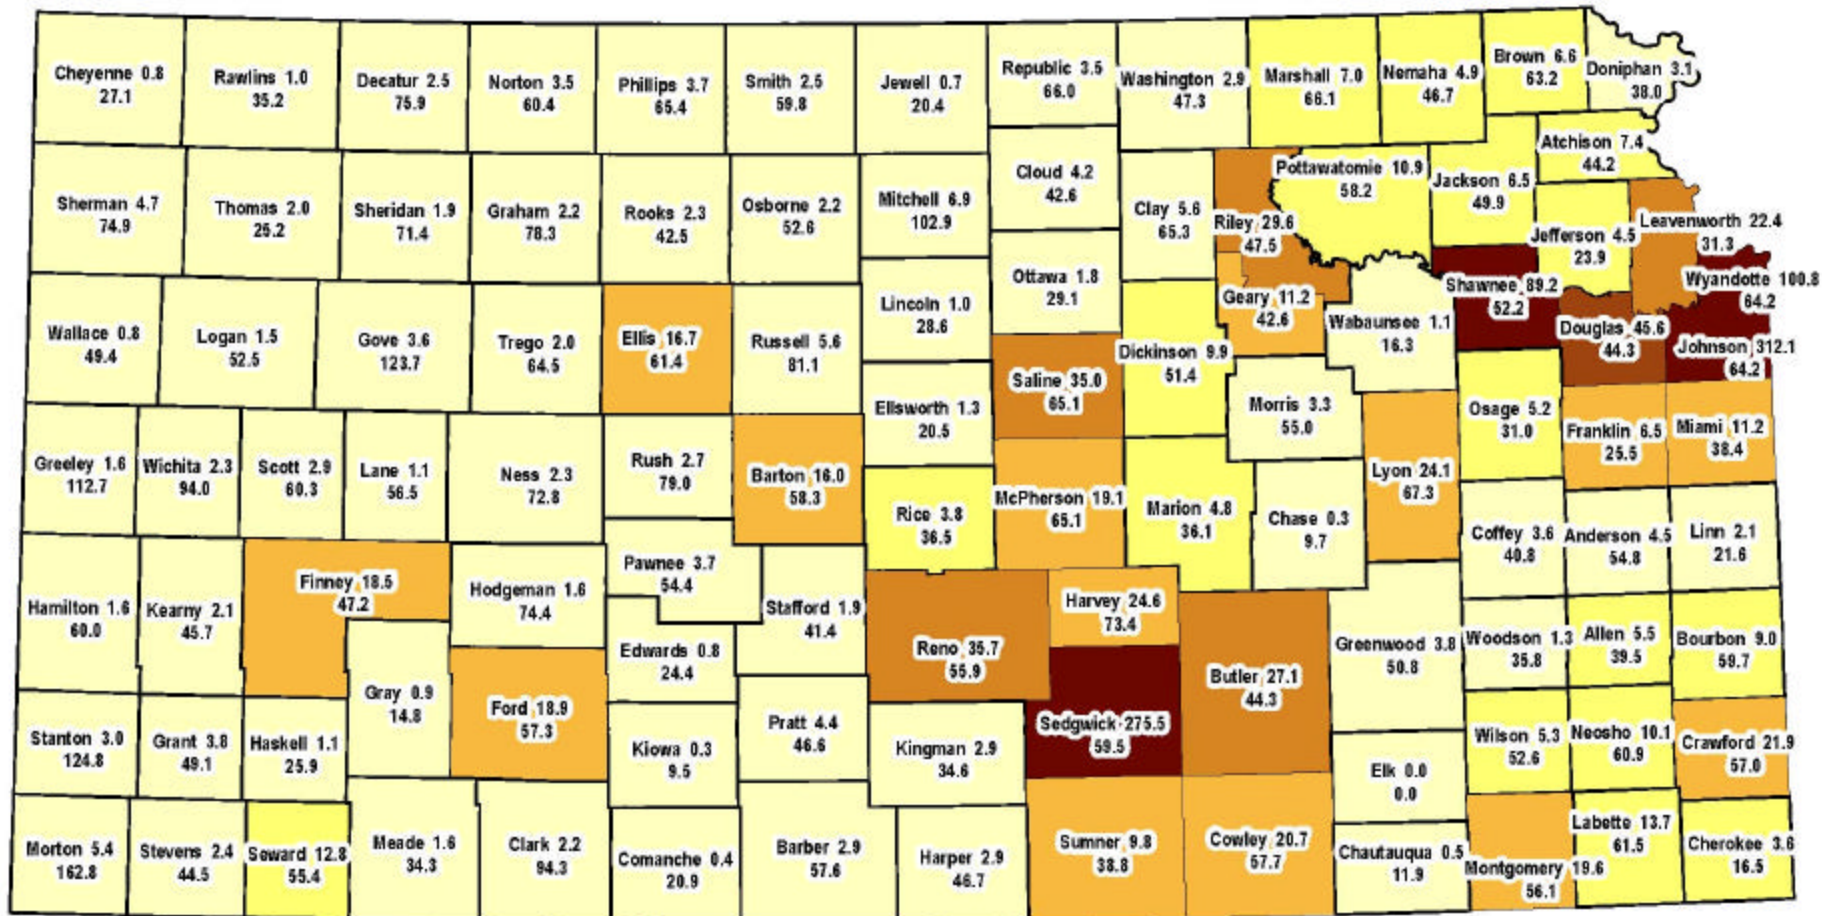 Cheyenne 0.8
27.1
Rawlins 1.0
35.2
Decatur 2.5
75.9
Norton 3.5
60.4
Phillips 3.7
65.4
Smith 2.5
59.8
Jewell 0.7
20.4
Republic 3.5
66.0
Washington 2.9
47.3
Marshall 7.0
66.1
Nemaha 4.9
46.7
Brown 6.6
63.2
Doniphan 3.1
38.0
Atchison 7.4
44.2
Sherman 4.7
74.9
Thomas 2.0
25.2
Sheridan 1.9
71.4
Graham 2.2
78.3
Rooks 2.3
42.5
Osborne 2.2
52.6
Mitchell 6.9
102.9
Cloud 4.2
42.6
Clay 5.6
65.3
Riley 29.6
47.5
Pottawatomie 10.9
58.2
Jackson 6.5
49.9
Jefferson 4.5
23.9
Leavenworth 22.4
31.3
Wyandotte 100.8
64.2
Wallace 0.8
49.4
Logan 1.5
52.5
Gove 3.6
123.7
Trego 2.0
64.5
Ellis 16.7
61.4
Russell 5.6
81.1
Lincoln 1.0
28.6
Ottawa 1.8
29.1
Saline 35.0
65.1
Dickinson 9.9
51.4
Geary 11.2
42.6
Wabaunsee 1.1
16.3
Shawnee 89.2
52.2
Douglas 45.6
44.3
Johnson 312.1
64.2
Greeley 1.6
112.7
Wichita 2.3
94.0
Scott 2.9
60.3
Lane 1.1
56.5
Ness 2.3
72.8
Rush 2.7
79.0
Barton 16.0
58.3
Ellsworth 1.3
20.5
Rice 3.8
36.5
McPherson 19.1
65.1
Marion 4.8
36.1
Morris 3.3
55.0
Chase 0.3
9.7
Lyon 24.1
67.3
Osage 5.2
31.0
Franklin 6.5
25.5
Miami 11.2
38.4
Coffey 3.6
40.8
Anderson 4.5
54.8
Linn 2.1
21.6
Hamilton 1.6
60.0
Kearny 2.1
45.7
Finney 18.5
47.2
Hodgeman 1.6
74.4
Pawnee 3.7
54.4
Stafford 1.9
41.4
Edwards 0.8
24.4
Gray 0.9
14.8
Ford 18.9
57.3
Reno 35.7
55.9
Harvey 24.6
73.4
Sedgwick 275.5
59.5
Butler 27.1
44.3
Greenwood 3.8
50.8
Woodson 1.3
35.8
Allen 5.5
39.5
Bourbon 9.0
59.7
Stanton 3.0
124.8
Grant 3.8
49.1
Haskell 1.1
25.9
Kiowa 0.3
9.5
Pratt 4.4
46.6
Kingman 2.9
34.6
Elk 0.0
0.0
Wilson 5.3
52.6
Neosho 10.1
60.9
Crawford 21.9
57.0
Morton 5.4
162.8
Stevens 2.4
44.5
Seward 12.8
55.4
Meade 1.6
34.3
Clark 2.2
94.3
Comanche 0.4
20.9
Barber 2.9
57.6
Harper 2.9
46.7
Sumner 9.8
38.8
Cowley 20.7
57.7
Chautauqua 0.5
11.9
Montgomery 19.6
56.1
Labette 13.7
61.5
Cherokee 3.6
16.5